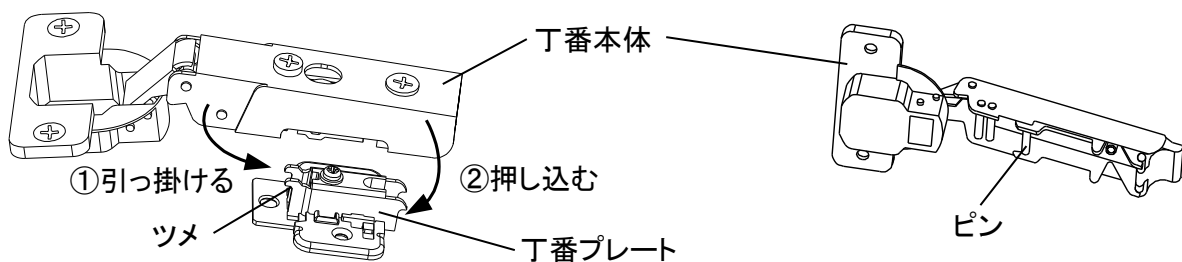 丁番本体
①引っ掛ける
②押し込む
ツメ
丁番プレート
ピン